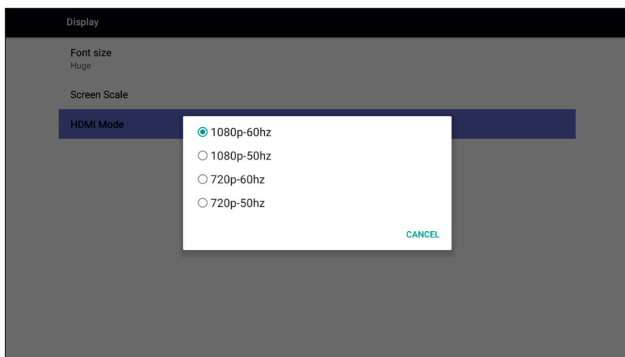 Display
Font size
Huge
Screen Scale
HDMI Mode
1080p-60hz
1080p-50hz
720p-60hz
720p-50hz
CANCEL